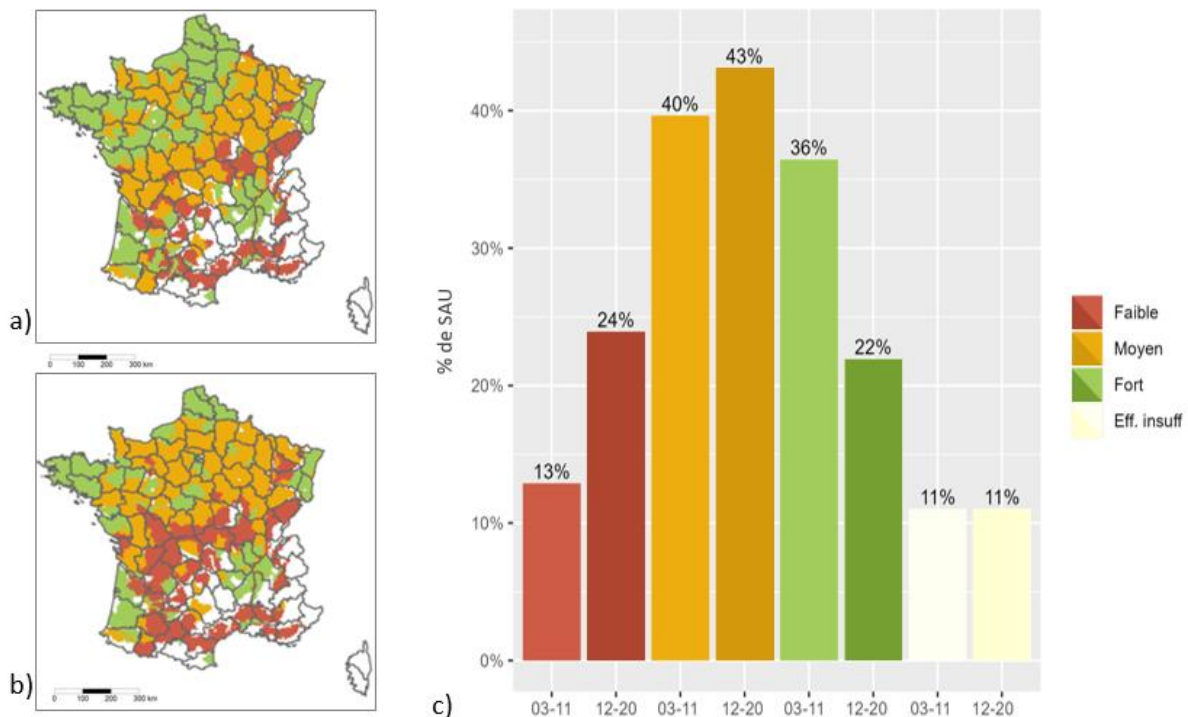 a)
0 100 200 300 km
b)
0 100 200 300 km
c)
% de SAU
40%
30%
20%
10%
0%
13%
24%
40%
43%
36%
22%
11%
11%
03-11 12-20 03-11 12-20 03-11 12-20 03-11 12-20
Faible
Moyen
Fort
Eff. insuff